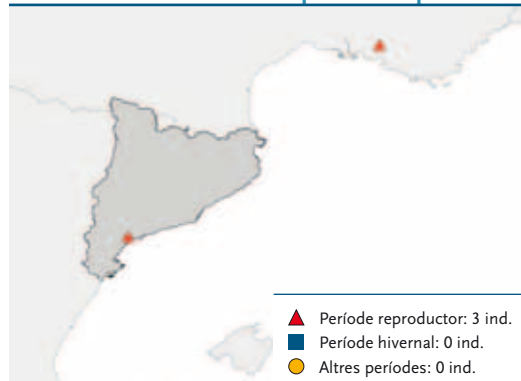 Període reproductor: 3 ind.
Període hivernal: 0 ind.
Altres períodes: 0 ind.